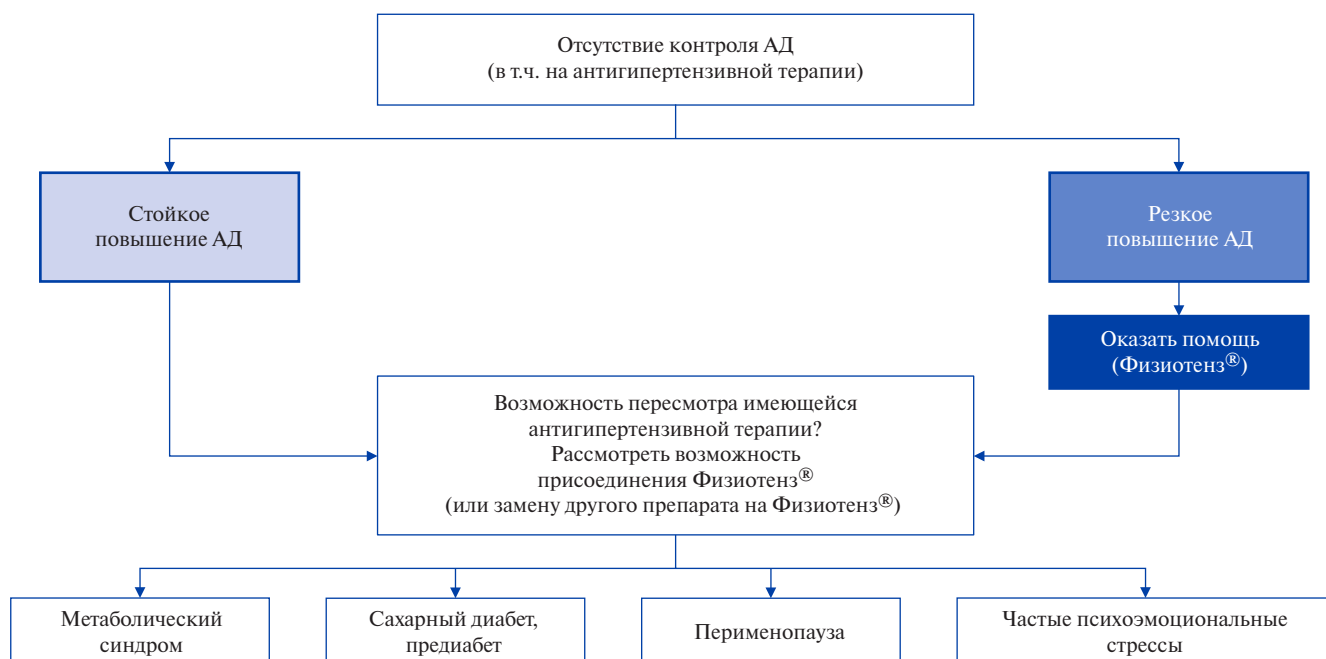 Отсутствие контроля АД
(в т.ч. на антигипертензивной терапии)
Стойкое
повышение АД
Резкое
повышение АД
Оказать помощь
(Физиотенз®)
Возможность пересмотра имеющейся
антигипертензивной терапии?
Рассмотреть возможность
присоединения Физиотенз®
(или замену другого препарата на Физиотенз®)
Метаболический
синдром
Сахарный диабет,
предиабет
Перименопауза
Частые психоэмоциональные
стрессы